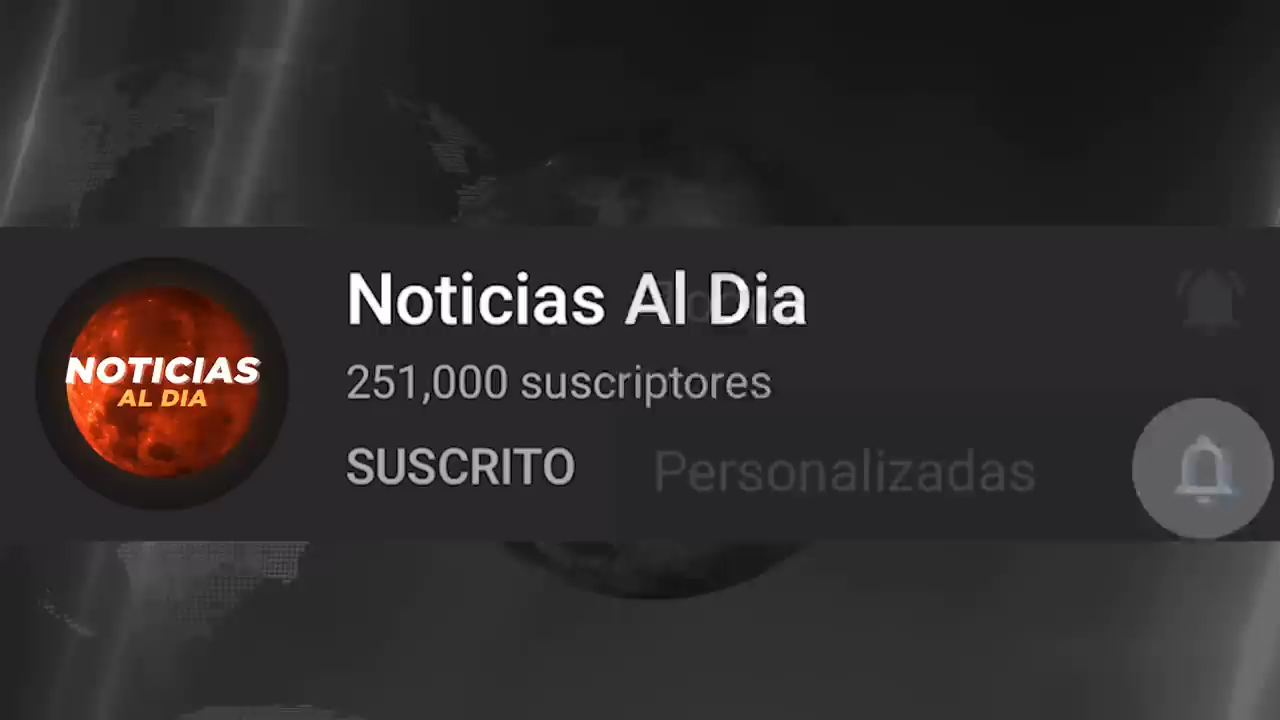 NOTICIAS
AL DIA
Noticias Al Dia
251,000 suscriptores
SUSCRITO
Personalizadas